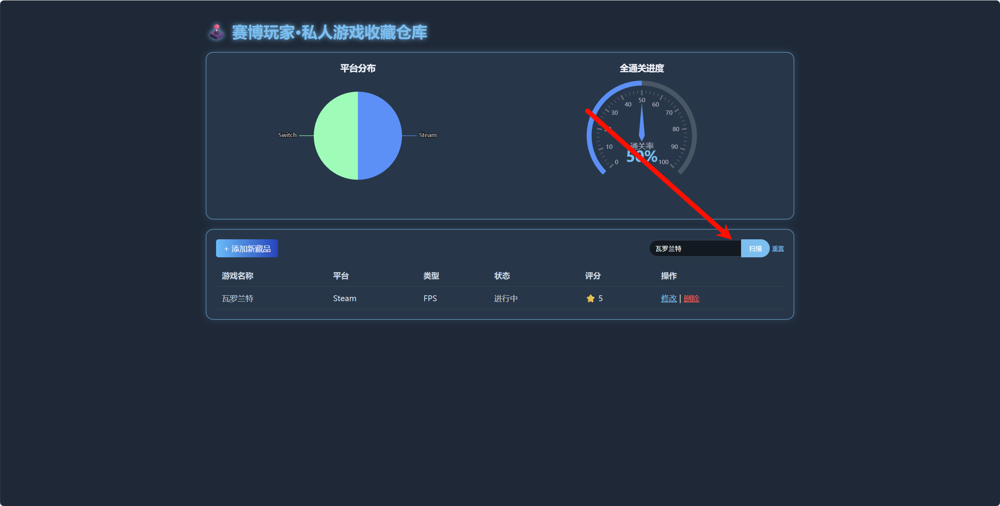 赛博玩家·私人游戏收藏仓库
平台分布
全通关进度
Switch
Steam
0
10
20
30
40
50
60
70
80
90
100
通关率
50%
+ 添加新藏品
瓦罗兰特 扫描 重置
游戏名称 平台 类型 状态 评分 操作
瓦罗兰特 Steam FPS 进行中 5 修改 | 删除